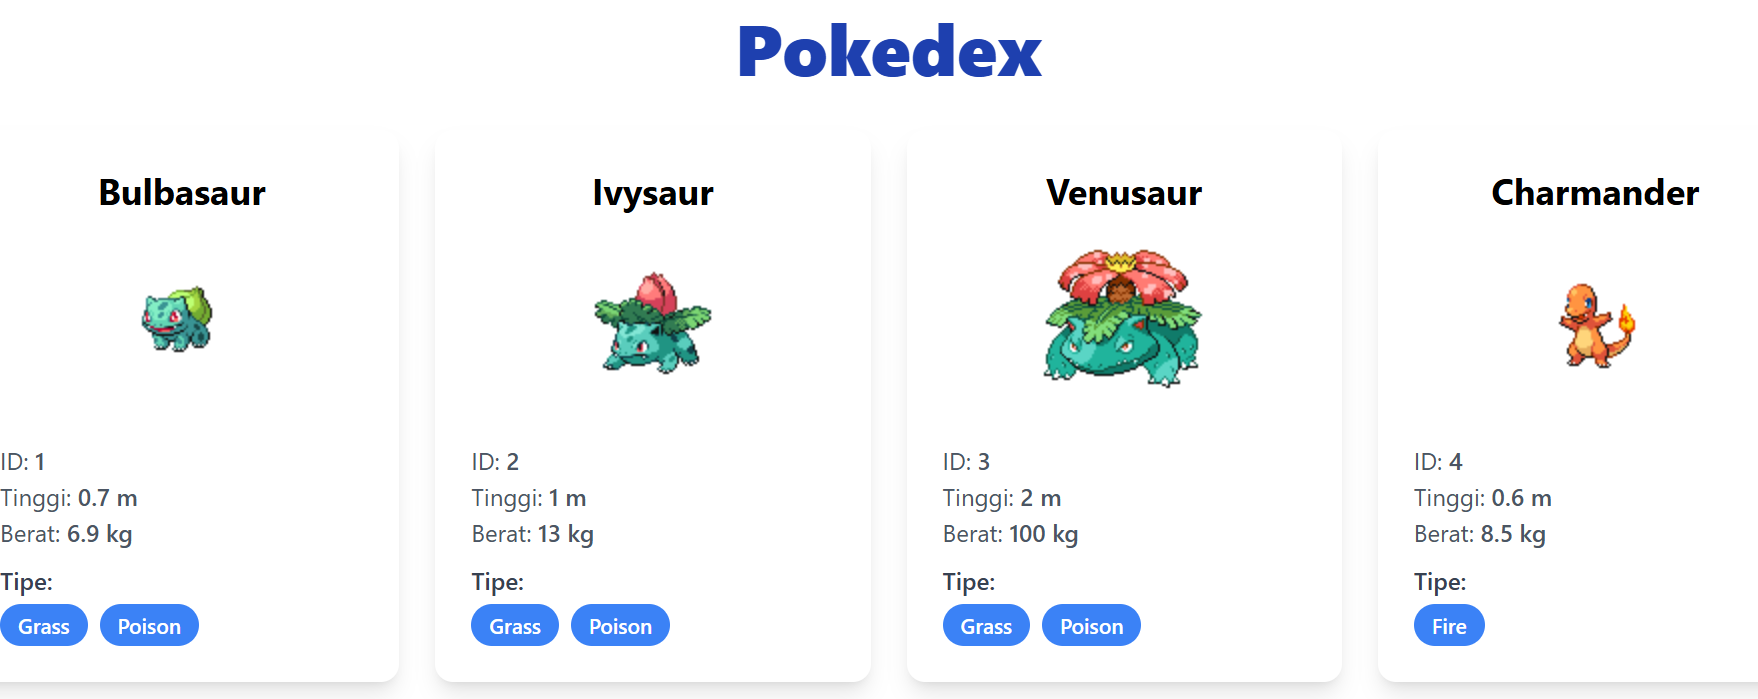 Pokedex
Bulbasaur
ID: 1
Tinggi: 0.7 m
Berat: 6.9 kg
Tipe:
Grass Poison
Ivysaur
ID: 2
Tinggi: 1 m
Berat: 13 kg
Tipe:
Grass Poison
Venusaur
ID: 3
Tinggi: 2 m
Berat: 100 kg
Tipe:
Grass Poison
Charmander
ID: 4
Tinggi: 0.6 m
Berat: 8.5 kg
Tipe:
Fire